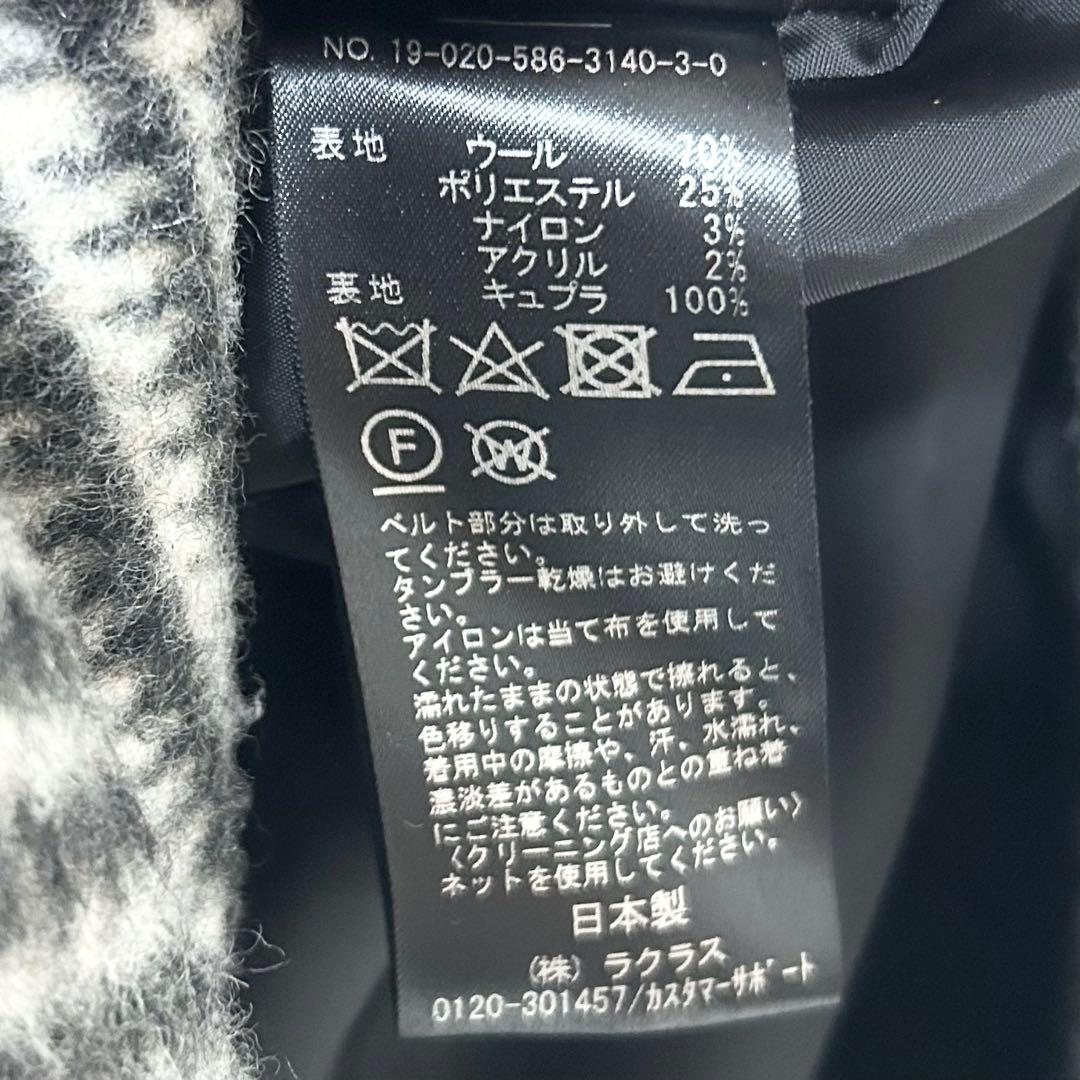 NO. 19-020-586-3140-3-0
表地 ウール 70%
ポリエステル 25%
ナイロン 3%
アクリル 2%
裏地 キュプラ 100%
F W
ベルト部分は取り外して洗っ
てください。
タンブラー乾燥はお避けくだ
さい。
アイロンは当て布を使用して
ください。
濡れたままの状態で擦れると、
色移りすることがあります。
着用中の摩擦や、汗、水濡れ、
濃淡差があるものとの重ね着
にご注意ください。
〈クリーニング店へのお願い〉
ネットを使用してください。
日本製
(株) ラクラス
0120-301457/カスタマーサポート